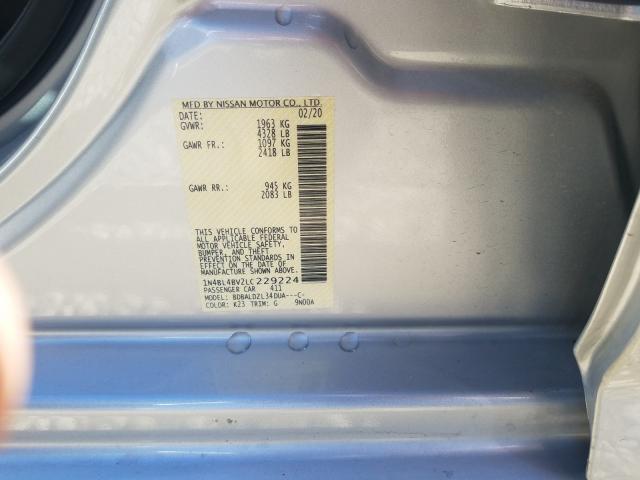 MFD BY NISSAN MOTOR CO., LTD.
DATE: 02/20
GVWR: 1963 KG
4328 LB
GAWR FR.: 1097 KG
2418 LB
GAWR RR.: 945 KG
2083 LB
THIS VEHICLE CONFORMS TO
ALL APPLICABLE FEDERAL
MOTOR VEHICLE SAFETY,
BUMPER, AND THEFT
PREVENTION STANDARDS IN
EFFECT ON THE DATE OF
MANUFACTURE SHOWN ABOVE.
1N4BL4BV2LC229224
PASSENGER CAR 411
MODEL: BDBALDZL34DUA---C-
COLOR: K23 TRIM: G 9N00A